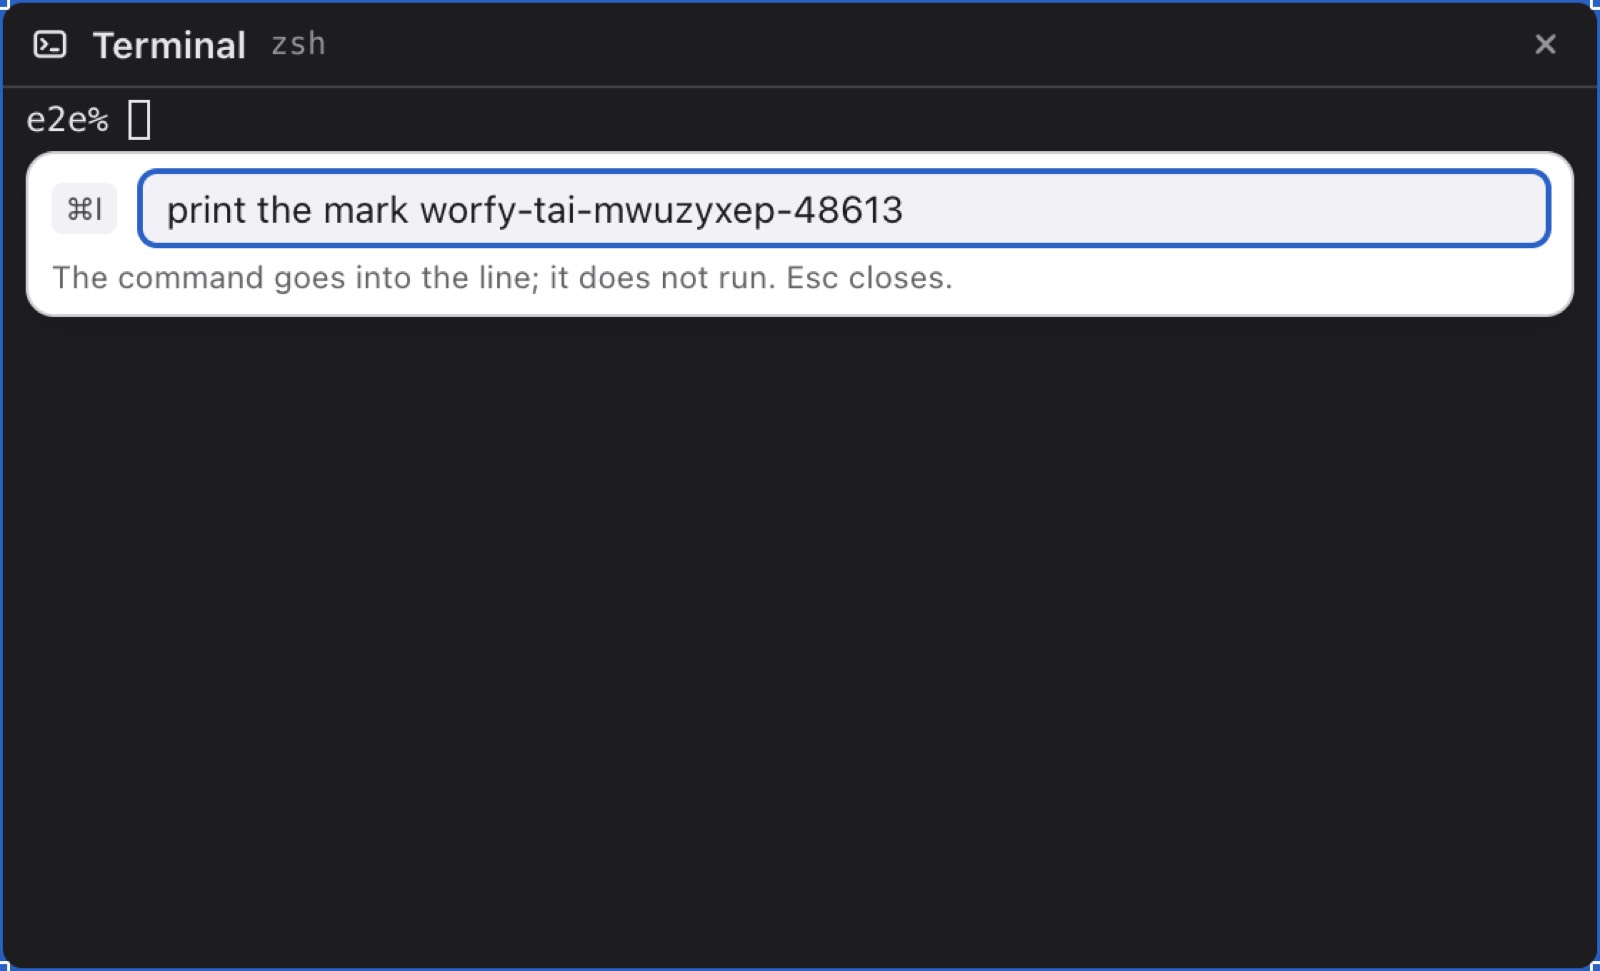 Terminal zsh
e2e%
⌘I print the mark worfy-tai-mwuzyxep-48613
The command goes into the line; it does not run. Esc closes.